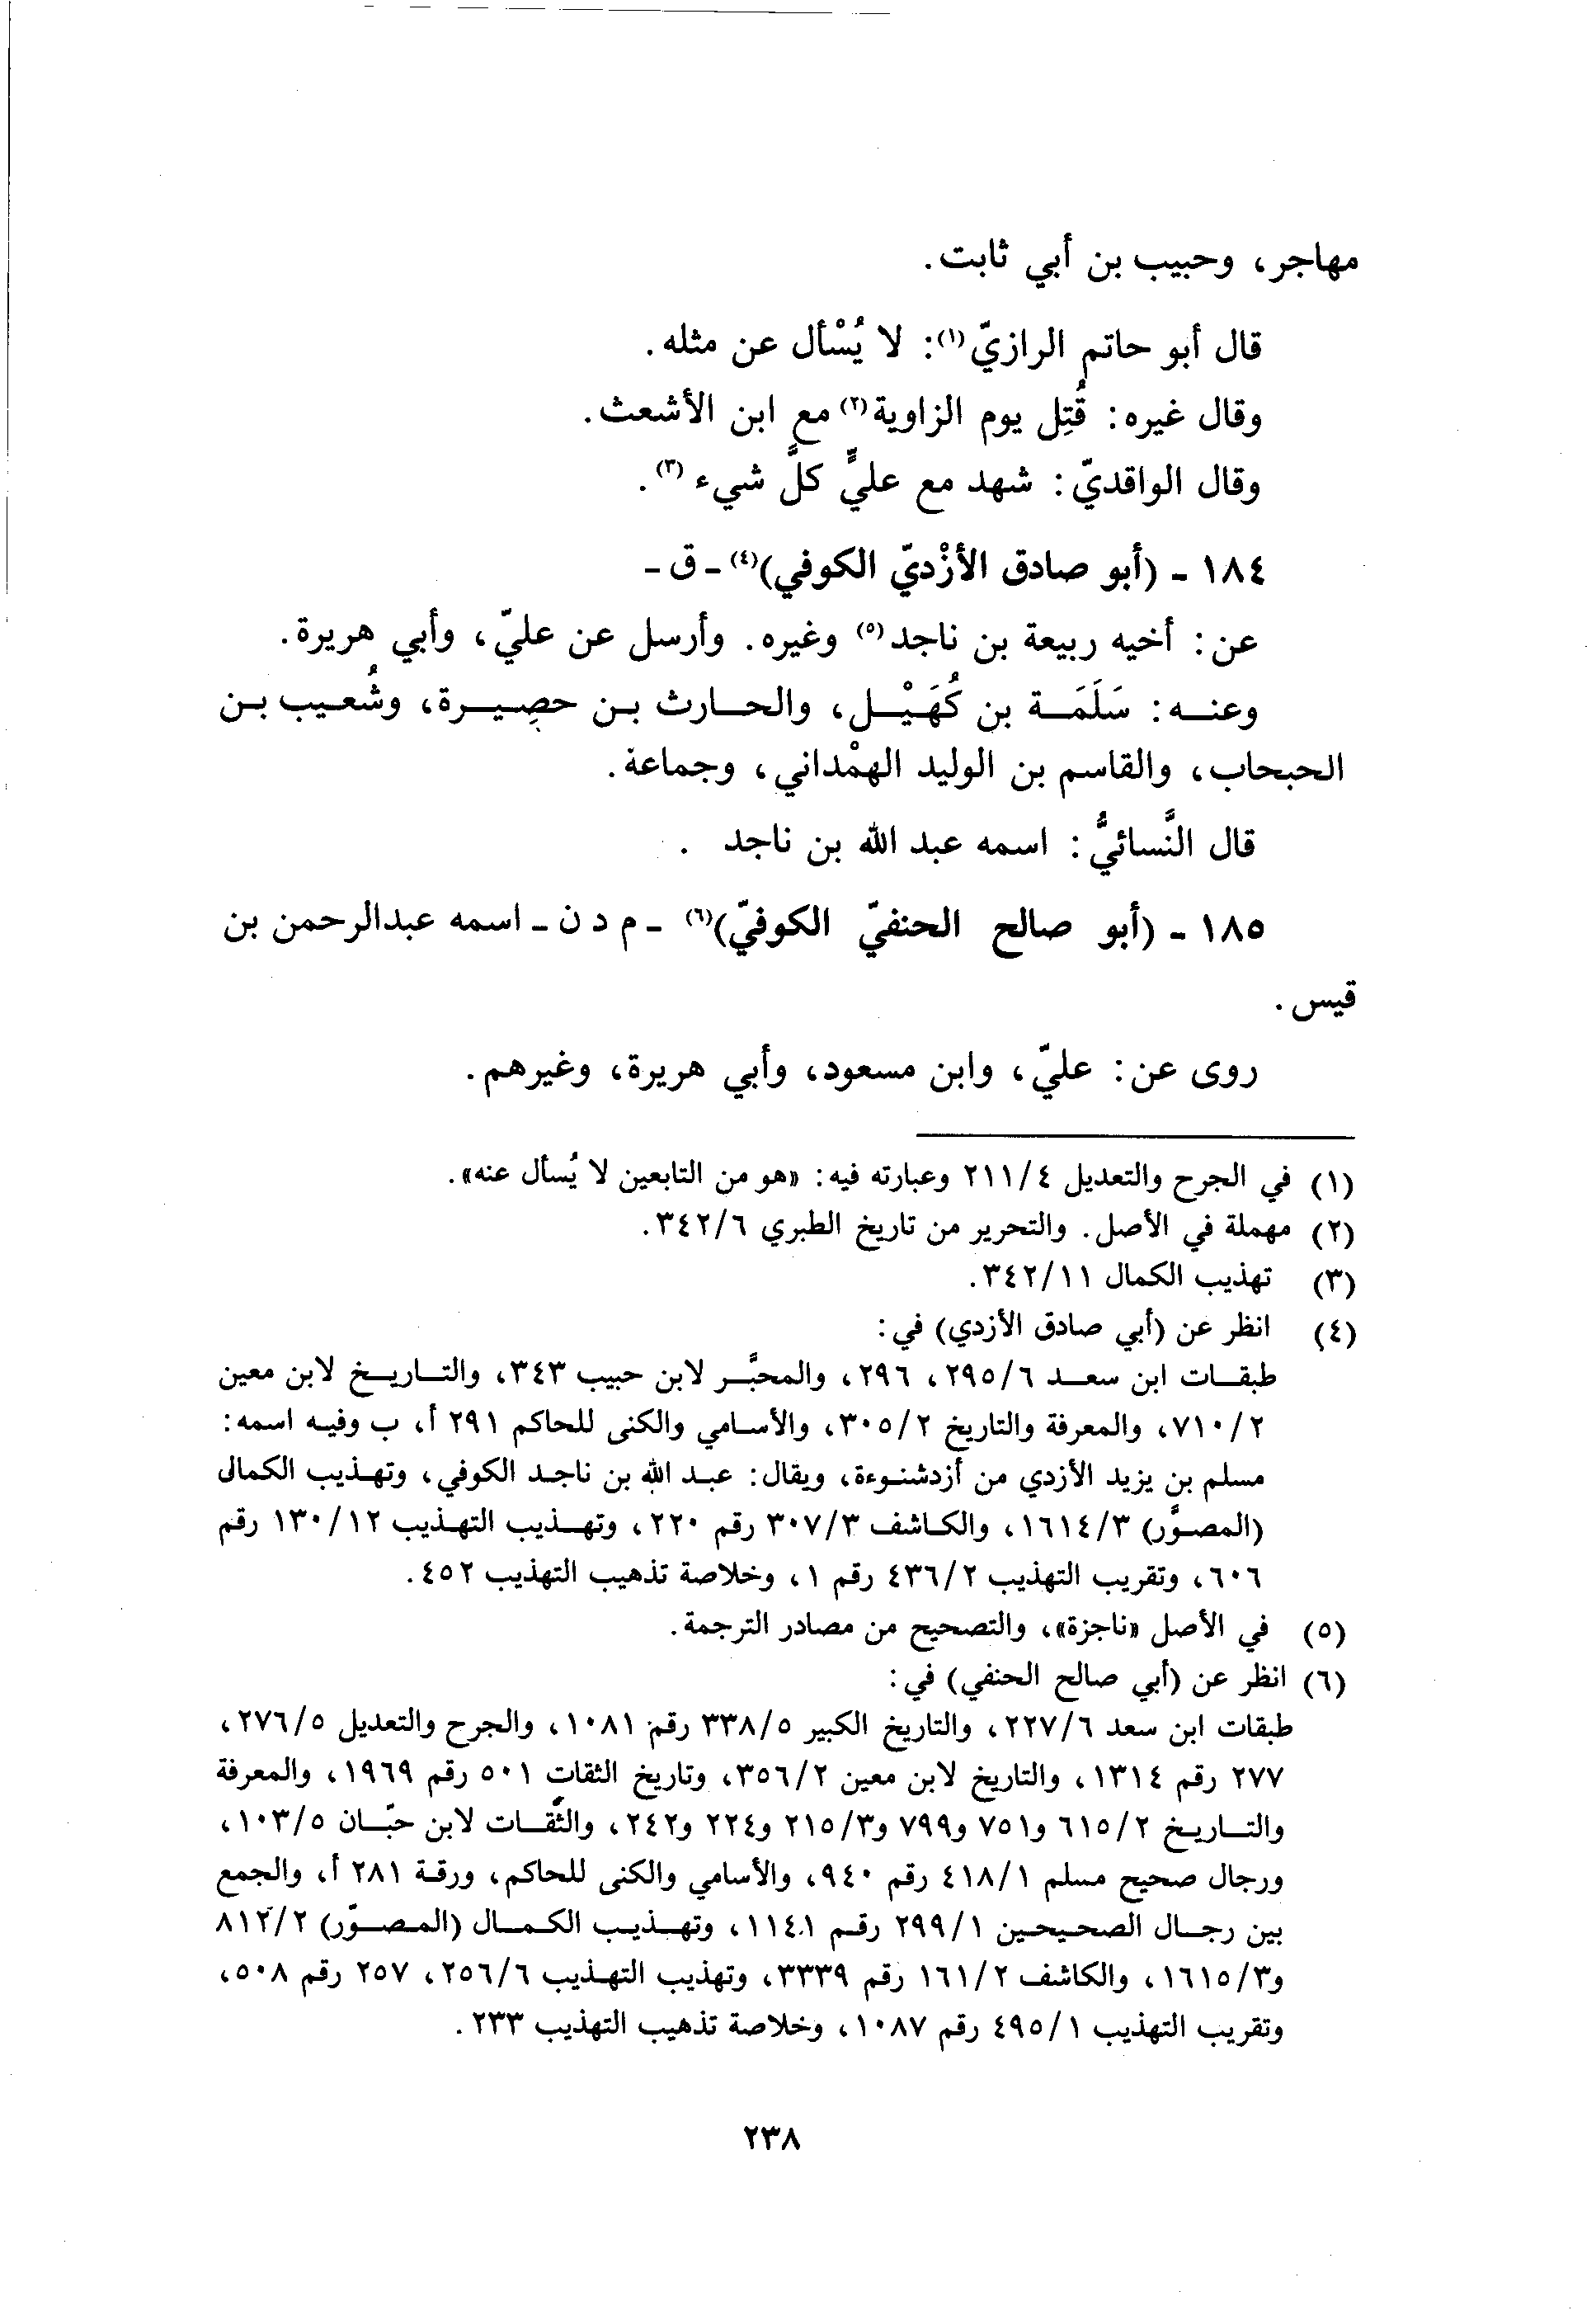 مهاجر، وحبيب بن أبي ثابت.
قال أبو حاتم الرازيّ(١): لا يُسْأل عن مثله.
وقال غيره: قُتِل يوم الزاوية(٢) مع ابن الأشعث.
وقال الواقديّ: شهد مع عليٍّ كلَّ شيء(٣).
١٨٤ - (أبو صادق الأزْديّ الكوفي)(٤) - ق -
عن: أخيه ربيعة بن ناجد(٥) وغيره. وأرسل عن عليّ، وأبي هريرة.
وعنه: سَلَمَة بن كُهَيْل، والحارث بن حصِيرة، وشُعيب بن
الحبحاب، والقاسم بن الوليد الهمْداني، وجماعة.
قال النَّسائيُّ: اسمه عبد الله بن ناجد .
١٨٥ - (أبو صالح الحنفيّ الكوفيّ)(٦) - م د ن - اسمه عبدالرحمن بن
قيس.
روى عن: عليّ، وابن مسعود، وأبي هريرة، وغيرهم.
(١) في الجرح والتعديل ٢١١/٤ وعبارته فيه: «هو من التابعين لا يُسأل عنه».
(٢) مهملة في الأصل. والتحرير من تاريخ الطبري ٣٤٢/٦.
(٣) تهذيب الكمال ٣٤٢/١١.
(٤) انظر عن (أبي صادق الأزدي) في:
طبقات ابن سعد ٢٩٥/٦، ٢٩٦، والمحبَّر لابن حبيب ٣٤٣، والتاريخ لابن معين
٧١٠/٢، والمعرفة والتاريخ ٣٠٥/٢، والأسامي والكنى للحاكم ٢٩١ أ، ب وفيه اسمه:
مسلم بن يزيد الأزدي من أزدشنوءة، ويقال: عبد الله بن ناجد الكوفي، وتهذيب الكمال
(المصوَّر) ١٦١٤/٣، والكاشف ٣٠٧/٣ رقم ٢٢٠، وتهذيب التهذيب ١٣٠/١٢ رقم
٦٠٦، وتقريب التهذيب ٤٣٦/٢ رقم ١، وخلاصة تذهيب التهذيب ٤٥٢.
(٥) في الأصل «ناجزة»، والتصحيح من مصادر الترجمة.
(٦) انظر عن (أبي صالح الحنفي) في:
طبقات ابن سعد ٢٢٧/٦، والتاريخ الكبير ٣٣٨/٥ رقم ١٠٨١، والجرح والتعديل ٢٧٦/٥،
٢٧٧ رقم ١٣١٤، والتاريخ لابن معين ٣٥٦/٢، وتاريخ الثقات ٥٠١ رقم ١٩٦٩، والمعرفة
والتاريخ ٦١٥/٢ و٧٥١ و٧٩٩ و٢١٥/٣ و٢٢٤ و٢٤٢، والثّقات لابن حبّان ١٠٣/٥،
ورجال صحيح مسلم ٤١٨/١ رقم ٩٤٠، والأسامي والكنى للحاكم، ورقة ٢٨١ أ، والجمع
بين رجال الصحيحين ٢٩٩/١ رقم ١١٤١، وتهذيب الكمال (المصوّر) ٨١٢/٢
و١٦١٥/٣، والكاشف ١٦١/٢ رقم ٣٣٣٩، وتهذيب التهذيب ٢٥٦/٦، ٢٥٧ رقم ٥٠٨،
وتقريب التهذيب ٤٩٥/١ رقم ١٠٨٧، وخلاصة تذهيب التهذيب ٢٣٣.
٢٣٨